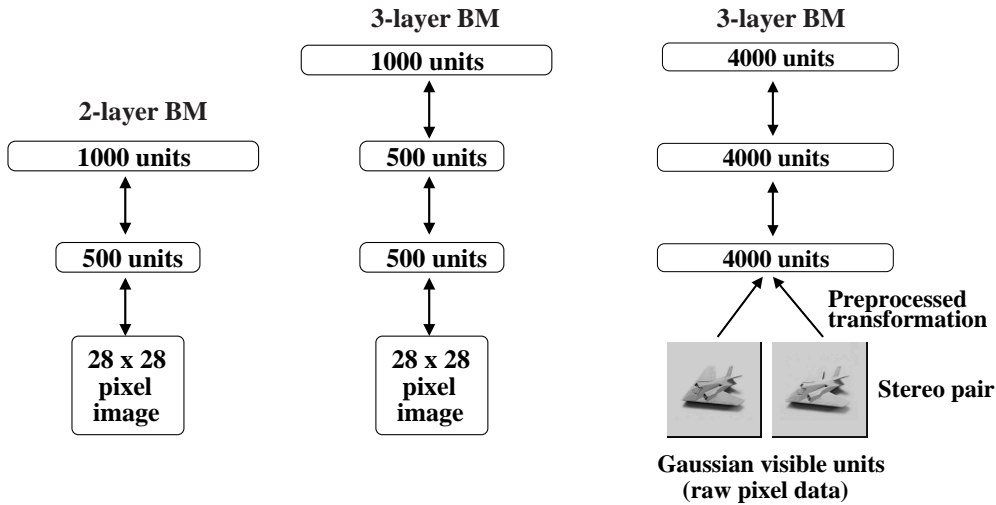 2-layer BM
1000 units
500 units
28 x 28
pixel
image
3-layer BM
1000 units
500 units
500 units
28 x 28
pixel
image
3-layer BM
4000 units
4000 units
4000 units
Preprocessed
transformation
Stereo pair
Gaussian visible units
(raw pixel data)